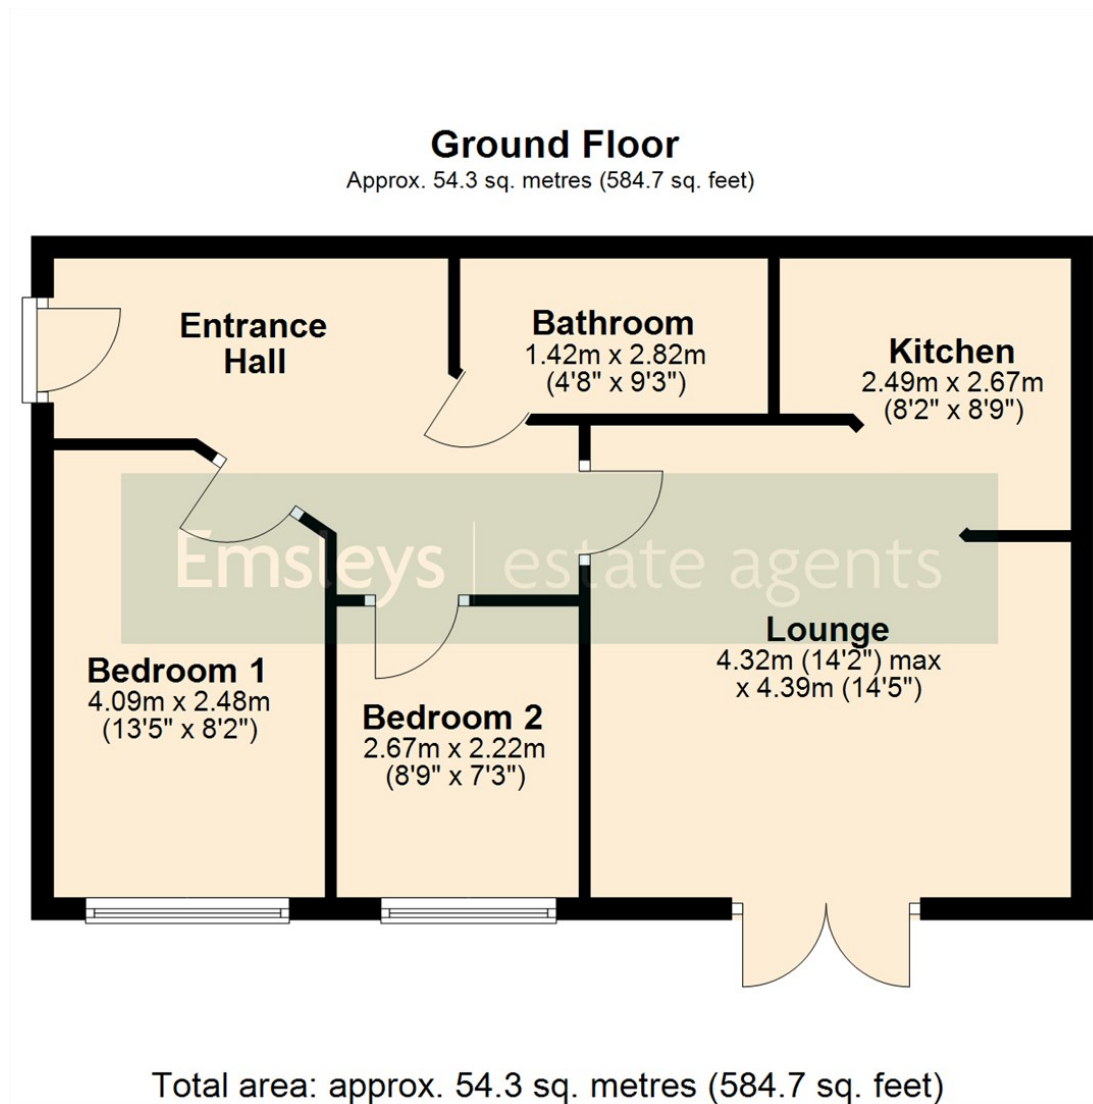 Ground Floor
Approx. 54.3 sq. metres (584.7 sq. feet)
Entrance
Hall
Bathroom
1.42m x 2.82m
(4'8" x 9'3")
Kitchen
2.49m x 2.67m
(8'2" x 8'9")
Emsleys | estate agents
Lounge
4.32m (14'2") max
x 4.39m (14'5")
Bedroom 1
4.09m x 2.48m
(13'5" x 8'2")
Bedroom 2
2.67m x 2.22m
(8'9" x 7'3")
Total area: approx. 54.3 sq. metres (584.7 sq. feet)